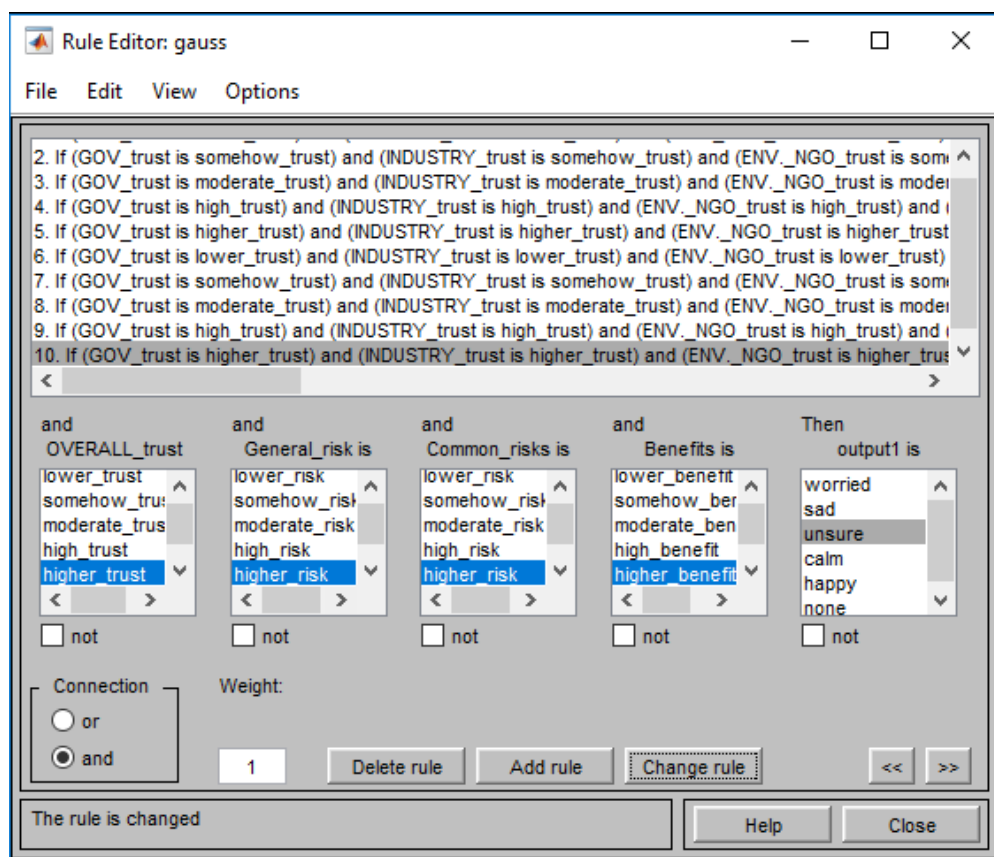 Rule Editor: gauss
File Edit View Options
2. If (GOV_trust is somehow_trust) and (INDUSTRY_trust is somehow_trust) and (ENV._NGO_trust is som
3. If (GOV_trust is moderate_trust) and (INDUSTRY_trust is moderate_trust) and (ENV._NGO_trust is moder
4. If (GOV_trust is high_trust) and (INDUSTRY_trust is high_trust) and (ENV._NGO_trust is high_trust) and
5. If (GOV_trust is higher_trust) and (INDUSTRY_trust is higher_trust) and (ENV._NGO_trust is higher_trust
6. If (GOV_trust is lower_trust) and (INDUSTRY_trust is lower_trust) and (ENV._NGO_trust is lower_trust)
7. If (GOV_trust is somehow_trust) and (INDUSTRY_trust is somehow_trust) and (ENV._NGO_trust is som
8. If (GOV_trust is moderate_trust) and (INDUSTRY_trust is moderate_trust) and (ENV._NGO_trust is moder
9. If (GOV_trust is high_trust) and (INDUSTRY_trust is high_trust) and (ENV._NGO_trust is high_trust) and
10. If (GOV_trust is higher_trust) and (INDUSTRY_trust is higher_trust) and (ENV._NGO_trust is higher_trus
and and and and Then
OVERALL_trust General_risk is Common_risks is Benefits is output1 is
lower_trust lower_risk lower_risk lower_benefit worried
somehow_trus somehow_risk somehow_risk somehow_ben sad
moderate_trus moderate_risk moderate_risk moderate_ben unsure
high_trust high_risk high_risk high_benefit calm
higher_trust higher_risk higher_risk higher_benefit happy
none
not not not not not
Connection Weight:
or
and 1 Delete rule Add rule Change rule << >>
The rule is changed Help Close